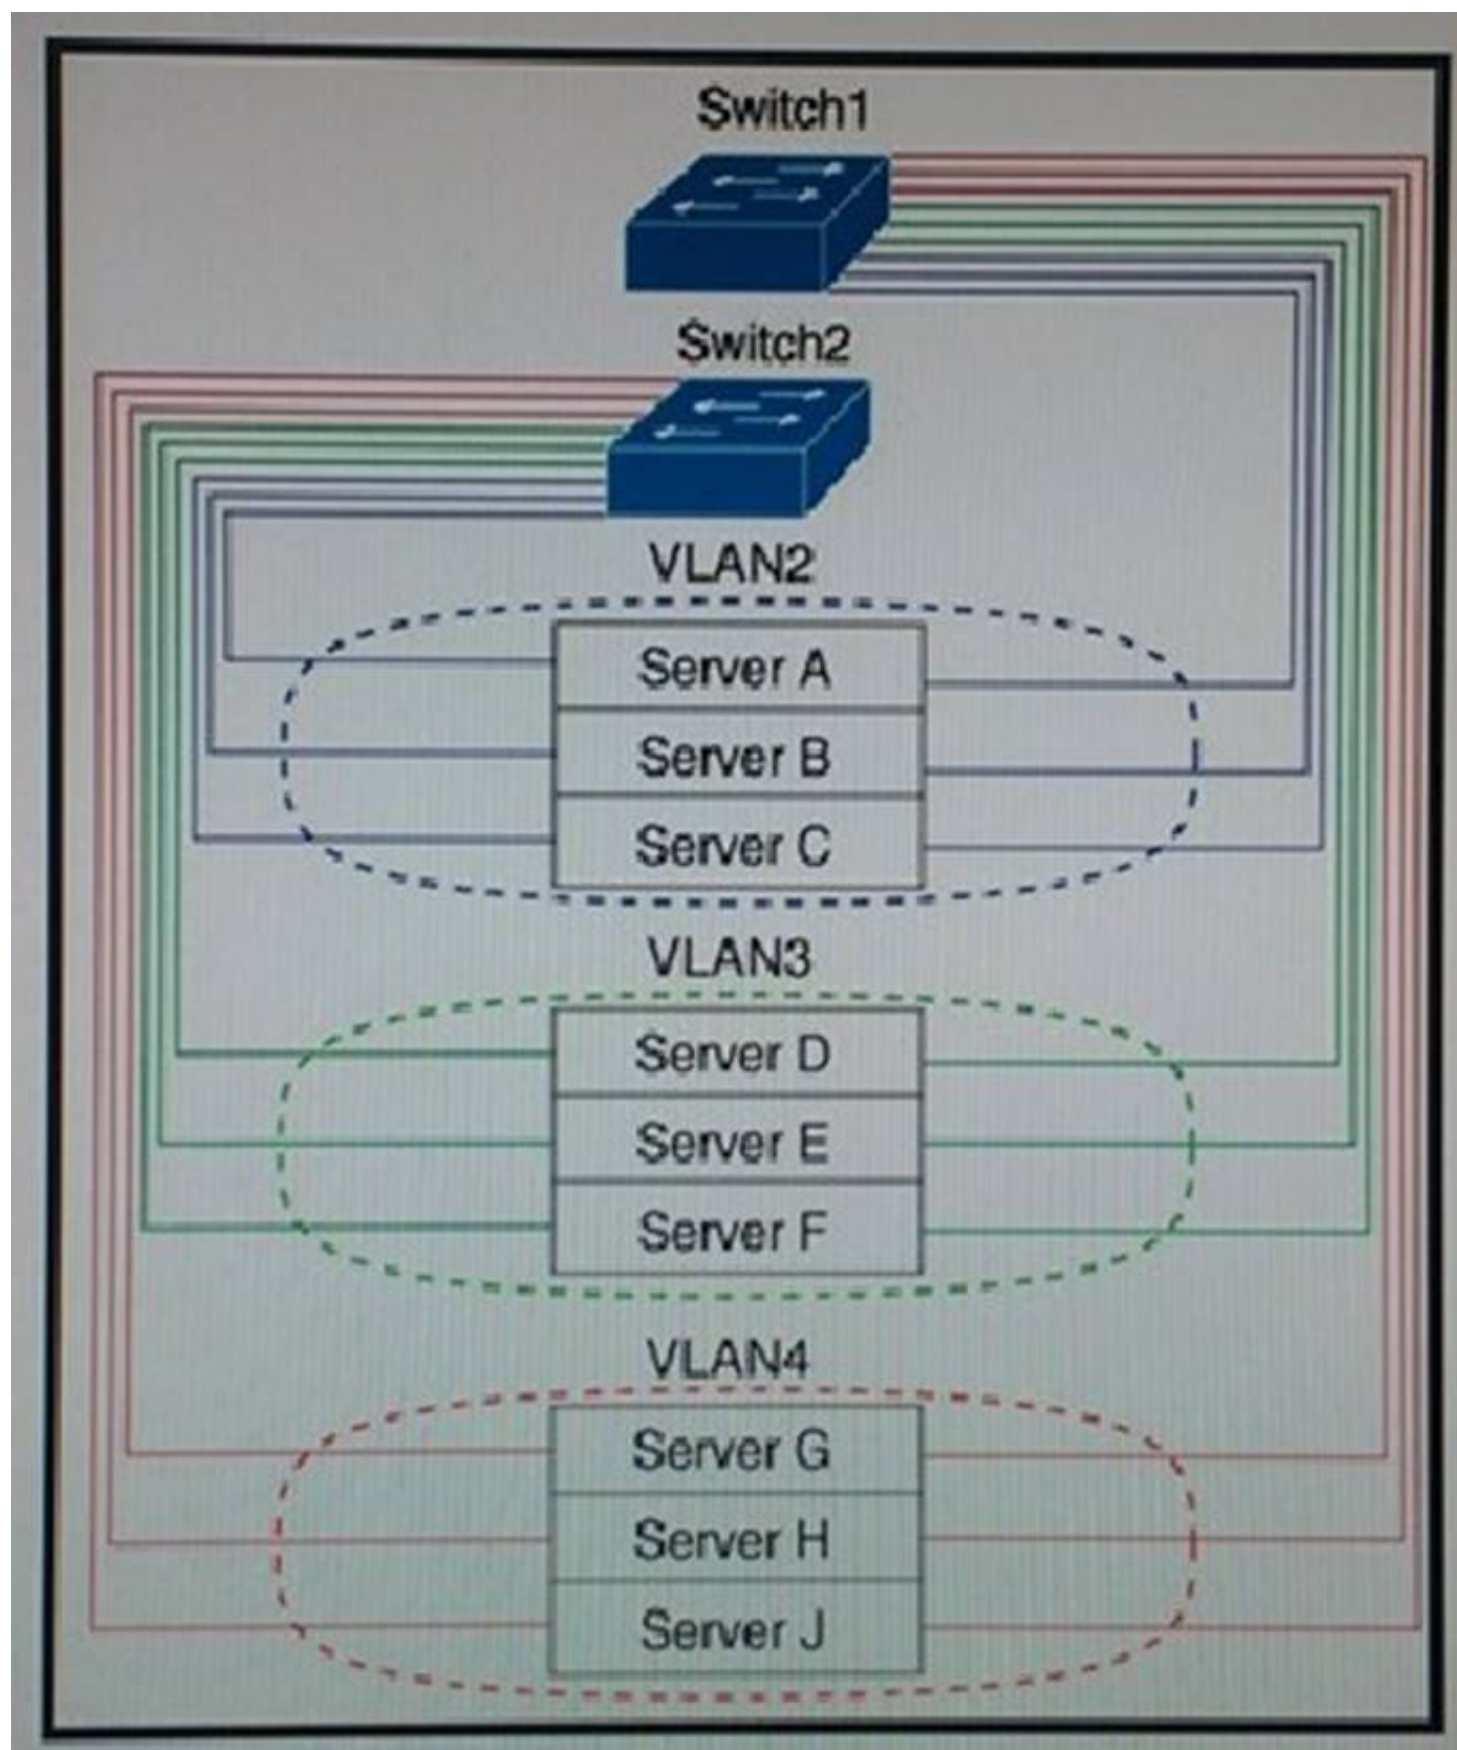 Switch1
Switch2
VLAN2
Server A
Server B
Server C
VLAN3
Server D
Server E
Server F
VLAN4
Server G
Server H
Server J